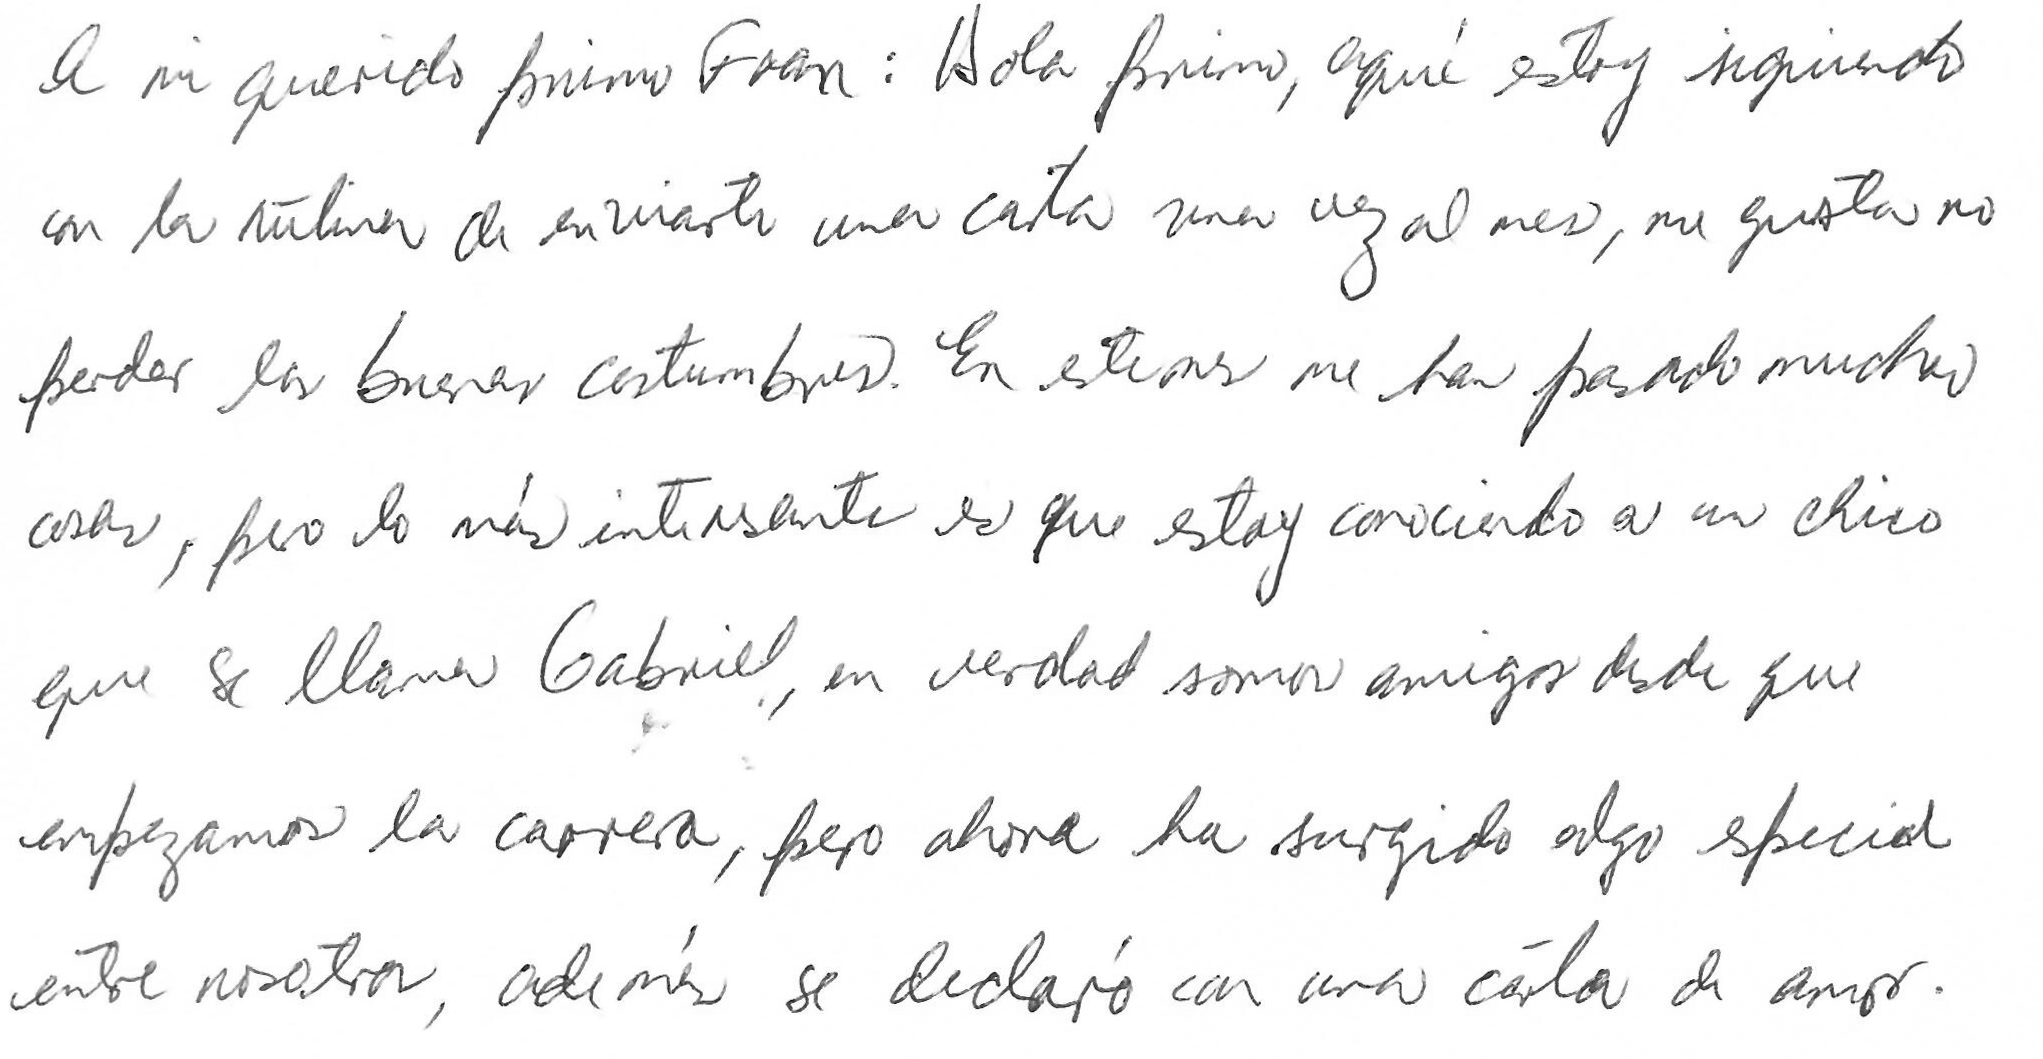 A mi querido primo Fran: Hola primo, aquí estoy siguiendo
con la rutina de enviarte una carta una vez al mes, me gusta no
perder las buenas costumbres. En este mes me han pasado muchas
cosas, pero lo más interesante es que estoy conociendo a un chico
que se llama Gabriel, en verdad somos amigos desde que
empezamos la carrera, pero ahora ha surgido algo especial
entre nosotros, además se declaró con una carta de amor.